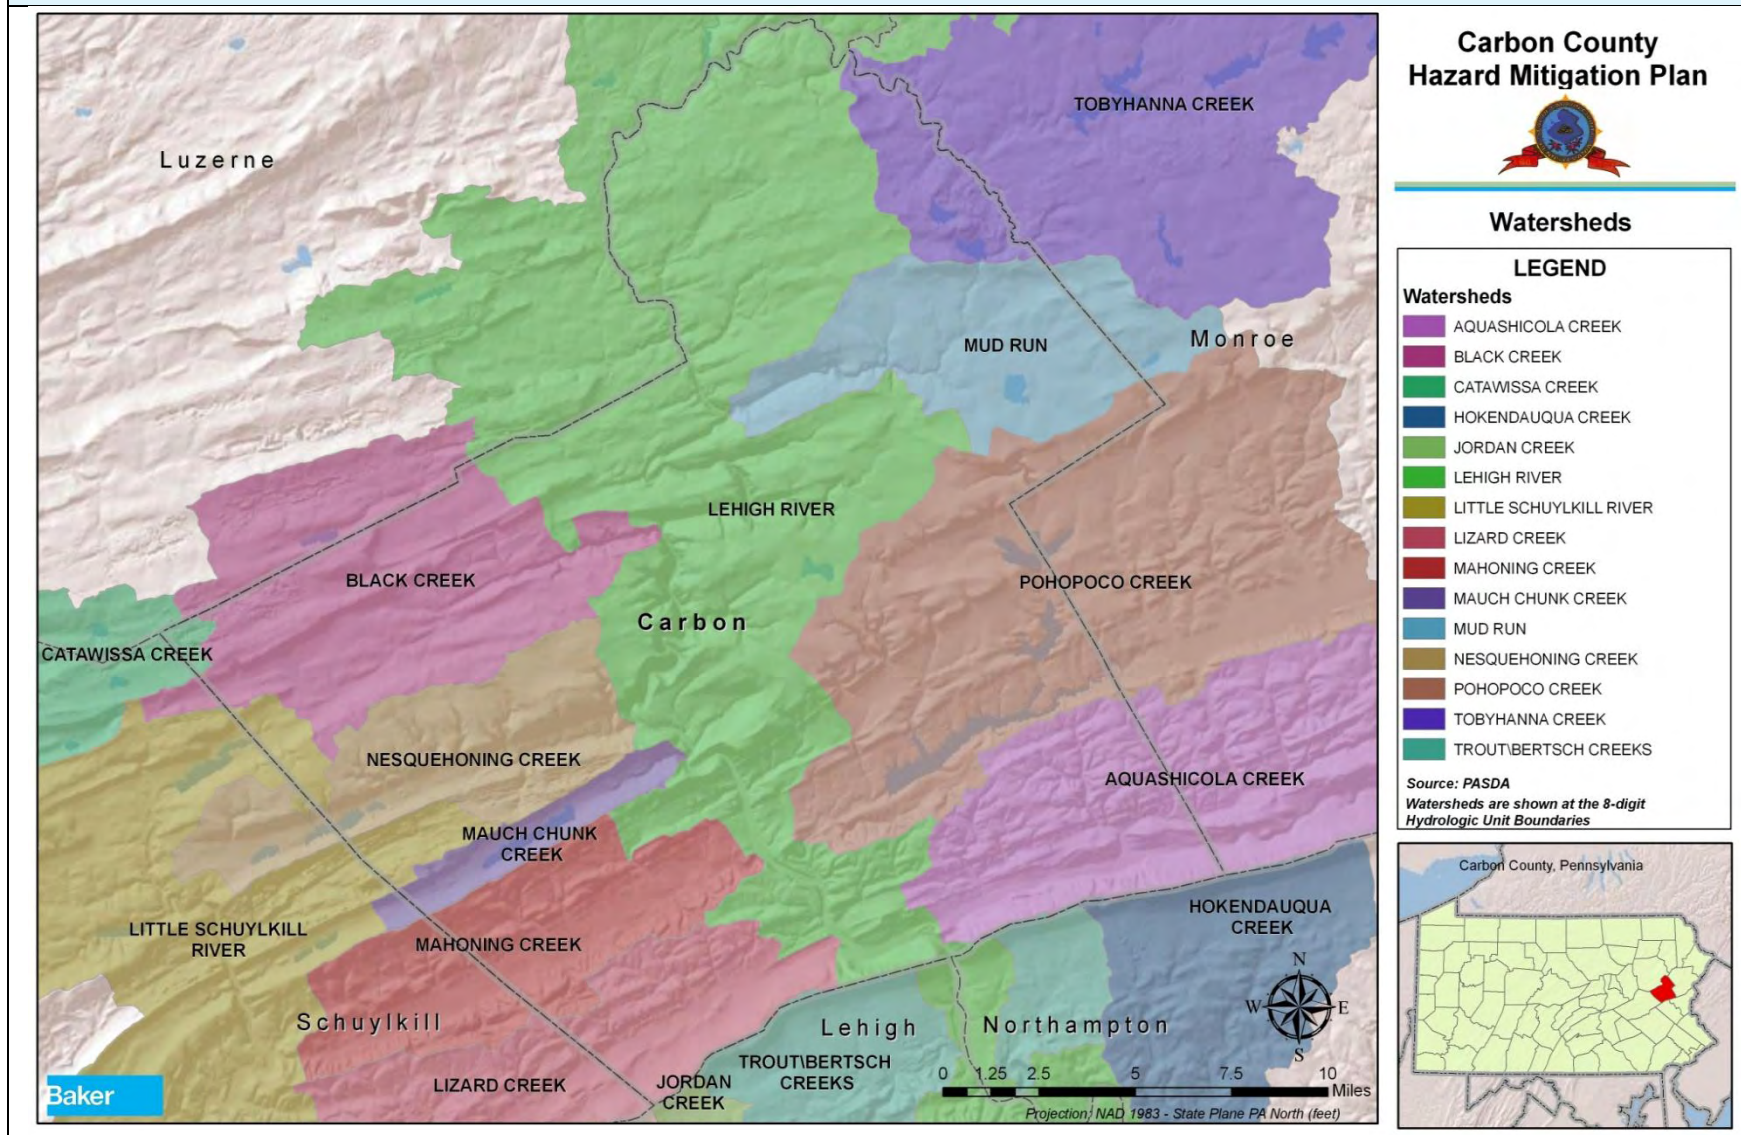 Carbon County
Hazard Mitigation Plan
Watersheds
LEGEND
Watersheds
AQUASHICOLA CREEK
BLACK CREEK
CATAWISSA CREEK
HOKENDAUQUA CREEK
JORDAN CREEK
LEHIGH RIVER
LITTLE SCHUYLKILL RIVER
LIZARD CREEK
MAHONING CREEK
MAUCH CHUNK CREEK
MUD RUN
NESQUEHONING CREEK
POHOPOCO CREEK
TOBYHANNA CREEK
TROUT\BERTSCH CREEKS
Source: PASDA
Watersheds are shown at the 8-digit
Hydrologic Unit Boundaries
Carbon County, Pennsylvania
TOBYHANNA CREEK
Luzerne
MUD RUN
Monroe
LEHIGH RIVER
BLACK CREEK
POHOPOCO CREEK
Carbon
CATAWISSA CREEK
NESQUEHONING CREEK
AQUASHICOLA CREEK
MAUCH CHUNK
CREEK
HOKENDAUQUA
CREEK
LITTLE SCHUYLKILL
RIVER
MAHONING CREEK
Schuylkill
Lehigh
Northampton
TROUT\BERTSCH
CREEKS
LIZARD CREEK
JORDAN
CREEK
N
W
E
S
0 1.25 2.5 5 7.5 10
Miles
Projection: NAD 1983 - State Plane PA North (feet)
Baker